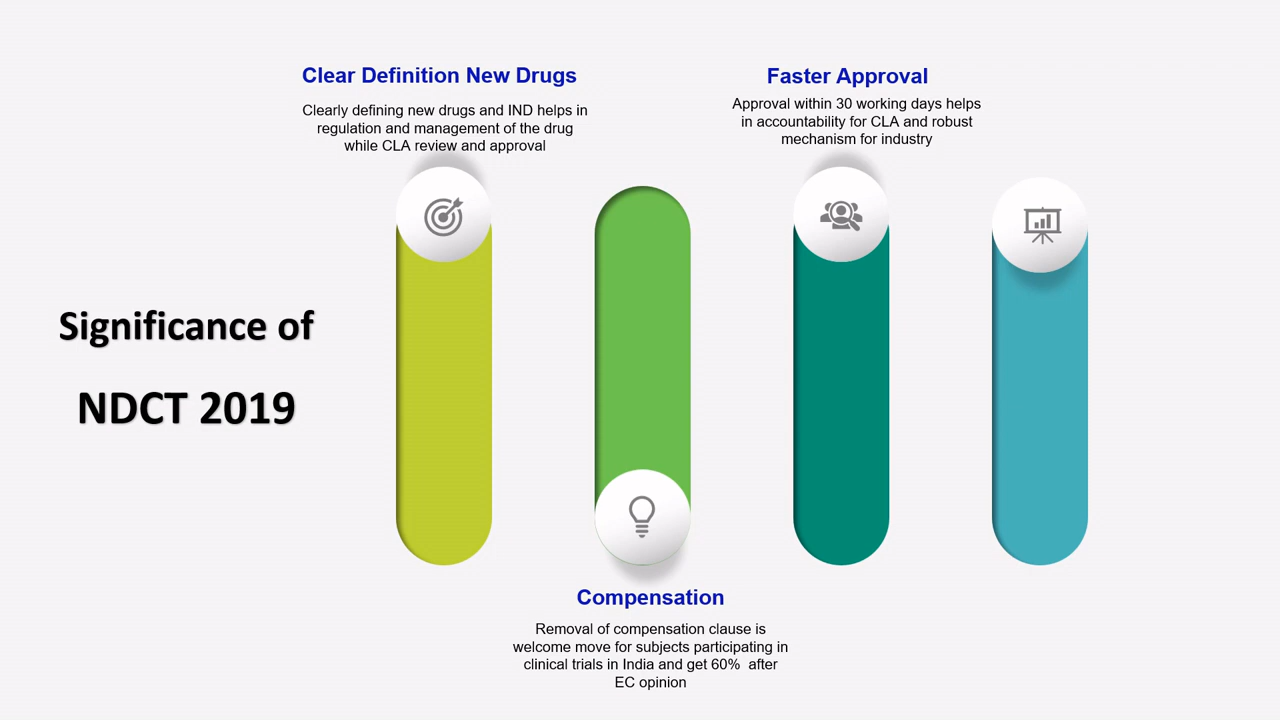 Significance of
NDCT 2019
Clear Definition New Drugs
Clearly defining new drugs and IND helps in
regulation and management of the drug
while CLA review and approval
Compensation
Removal of compensation clause is
welcome move for subjects participating in
clinical trials in India and get 60% after
EC opinion
Faster Approval
Approval within 30 working days helps
in accountability for CLA and robust
mechanism for industry